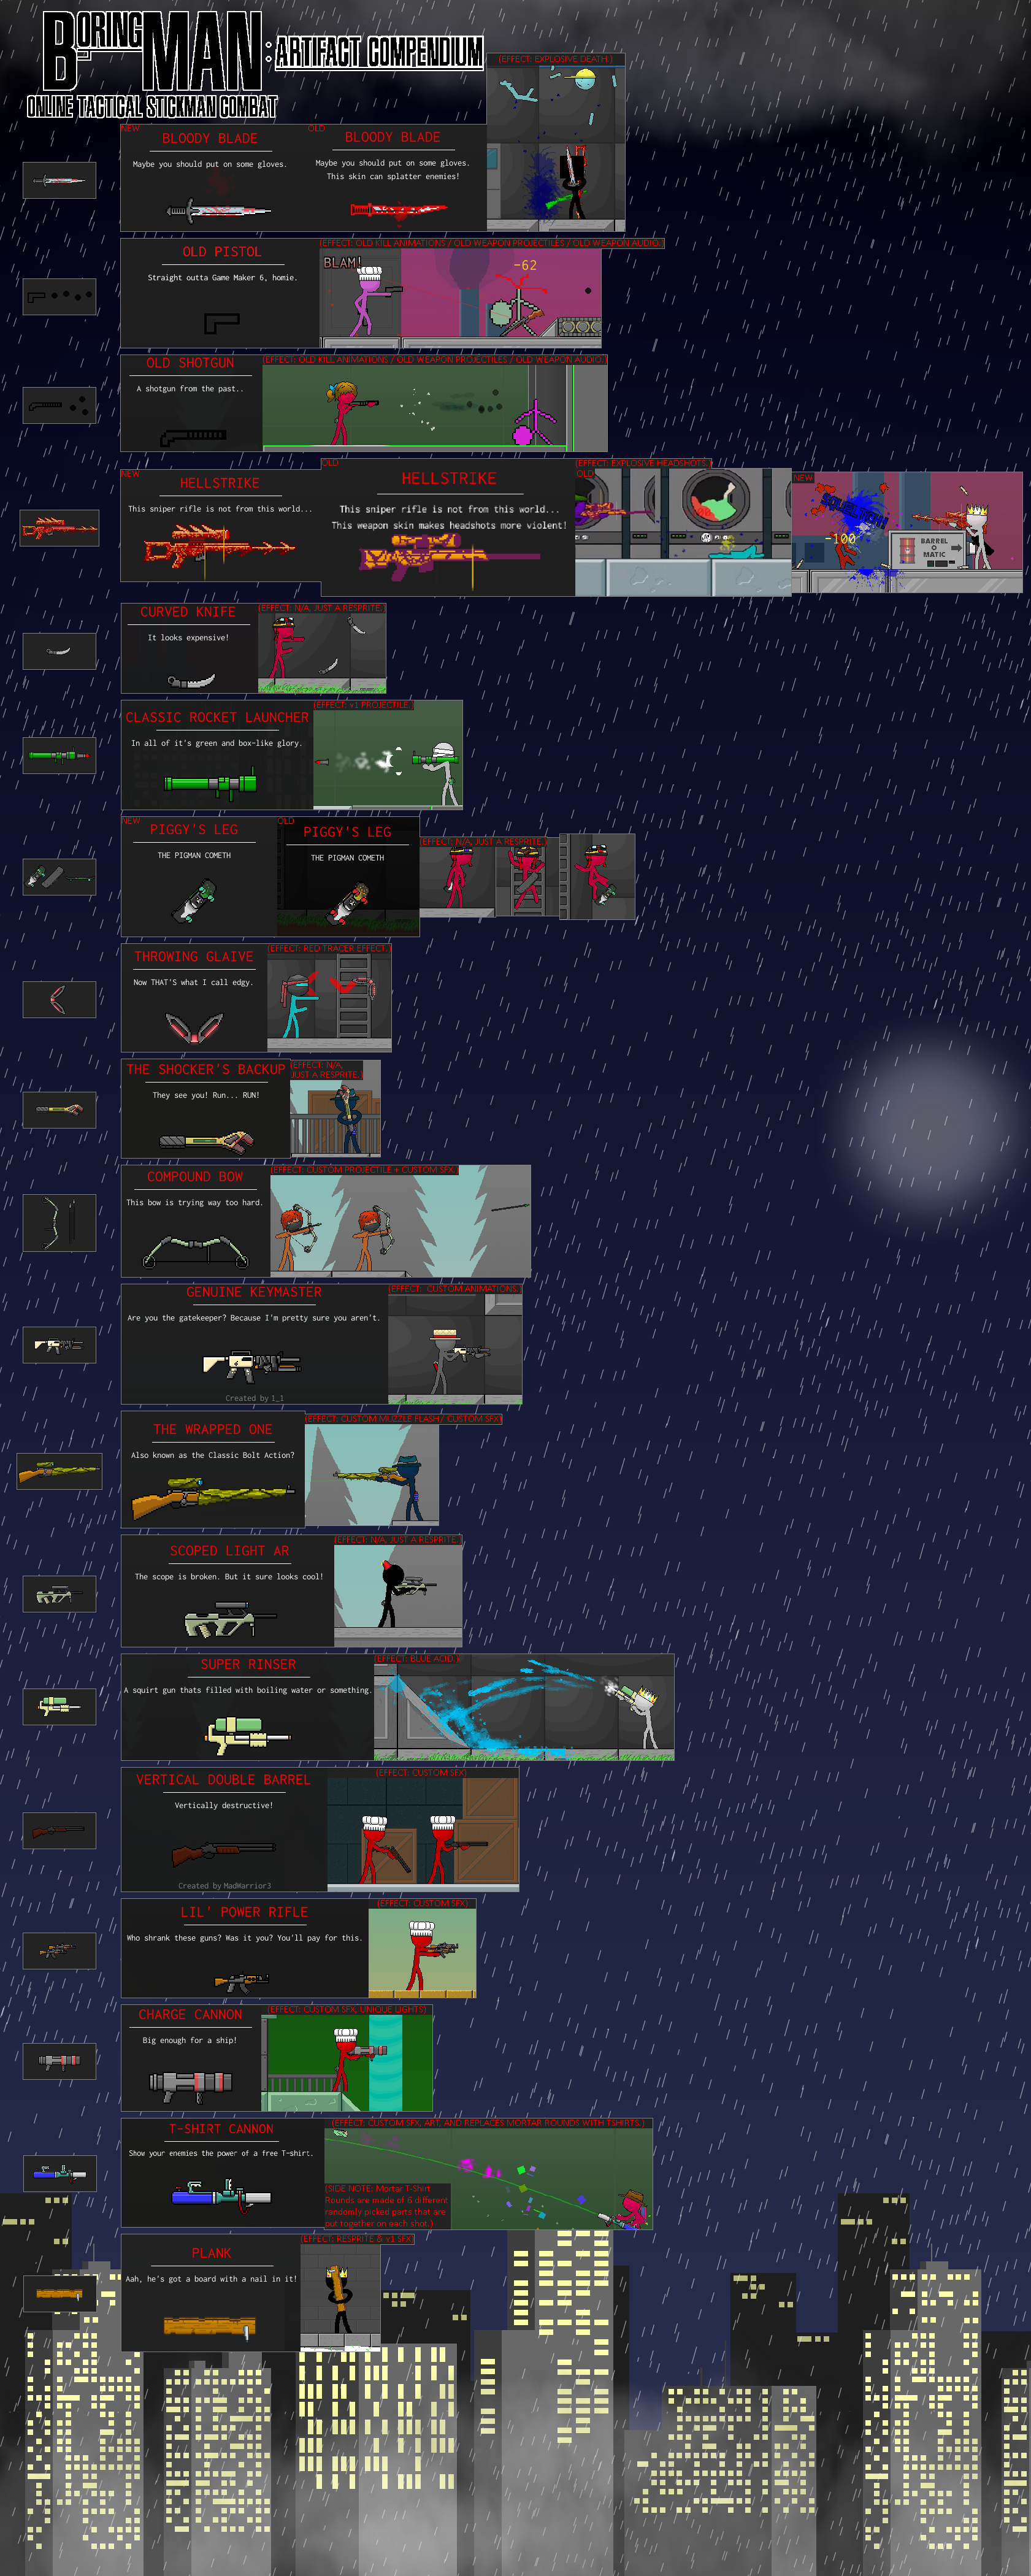 BORINGMAN: ARTIFACT COMPENDIUM
ONLINE TACTICAL STICKMAN COMBAT
(EFFECT: EXPLOSIVE DEATH.)
NEW
BLOODY BLADE
Maybe you should put on some gloves.
OLD
BLOODY BLADE
Maybe you should put on some gloves.
This skin can splatter enemies!
OLD PISTOL
Straight outta Game Maker 6, homie.
(EFFECT: OLD KILL ANIMATIONS / OLD WEAPON PROJECTILES / OLD WEAPON AUDIO.)
BLAM!
-62
OLD SHOTGUN
A shotgun from the past..
(EFFECT: OLD KILL ANIMATIONS / OLD WEAPON PROJECTILES / OLD WEAPON AUDIO.)
NEW
HELLSTRIKE
This sniper rifle is not from this world...
OLD
HELLSTRIKE
This sniper rifle is not from this world...
This weapon skin makes headshots more violent!
(EFFECT: EXPLOSIVE HEADSHOTS.)
OLD
NEW
-100
BARREL
O
MATIC
CURVED KNIFE
It looks expensive!
(EFFECT: N/A, JUST A RESPRITE.)
CLASSIC ROCKET LAUNCHER
In all of it's green and box-like glory.
(EFFECT: v1 PROJECTILE.)
NEW
PIGGY'S LEG
THE PIGMAN COMETH
OLD
PIGGY'S LEG
THE PIGMAN COMETH
(EFFECT: N/A, JUST A RESPRITE.)
THROWING GLAIVE
Now THAT'S what I call edgy.
(EFFECT: RED TRACER EFFECT.)
THE SHOCKER'S BACKUP
They see you! Run... RUN!
(EFFECT: N/A,
JUST A RESPRITE.)
COMPOUND BOW
This bow is trying way too hard.
(EFFECT: CUSTOM PROJECTILE + CUSTOM SFX.)
GENUINE KEYMASTER
Are you the gatekeeper? Because I'm pretty sure you aren't.
Created by 1_1
(EFFECT: CUSTOM ANIMATIONS.)
THE WRAPPED ONE
Also known as the Classic Bolt Action?
(EFFECT: CUSTOM MUZZLE FLASH / CUSTOM SFX)
SCOPED LIGHT AR
The scope is broken. But it sure looks cool!
(EFFECT: N/A, JUST A RESPRITE.)
SUPER RINSER
A squirt gun thats filled with boiling water or something.
(EFFECT: BLUE ACID.)
VERTICAL DOUBLE BARREL
Vertically destructive!
Created by MadWarrior3
(EFFECT: CUSTOM SFX)
LIL' POWER RIFLE
Who shrank these guns? Was it you? You'll pay for this.
(EFFECT: CUSTOM SFX)
CHARGE CANNON
Big enough for a ship!
(EFFECT: CUSTOM SFX, UNIQUE LIGHTS)
T-SHIRT CANNON
Show your enemies the power of a free T-shirt.
(EFFECT: CUSTOM SFX, ART, AND REPLACES MORTAR ROUNDS WITH TSHIRTS.)
(SIDE NOTE: Mortar T-Shirt
Rounds are made of 6 different
randomly picked parts that are
put together on each shot.)
PLANK
Aah, he's got a board with a nail in it!
(EFFECT: RESPRITE & v1 SFX)